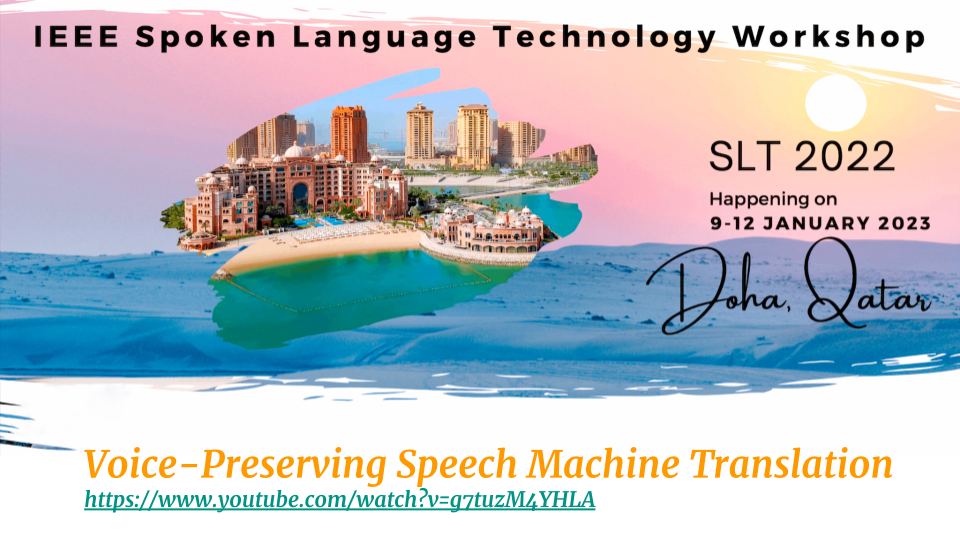 IEEE Spoken Language Technology Workshop
SLT 2022
Happening on
9-12 JANUARY 2023
Doha, Qatar
Voice-Preserving Speech Machine Translation
https://www.youtube.com/watch?v=g7tuzM4YHLA